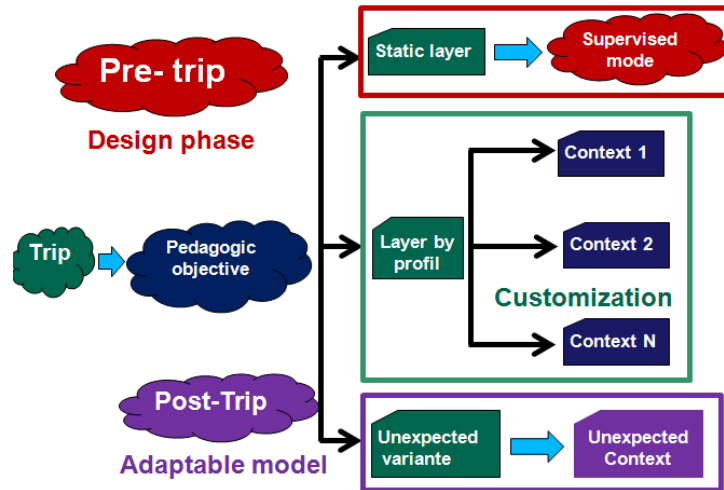 Pre- trip
Design phase
Static layer
Supervised
mode
Trip
Pedagogic
objective
Layer by
profil
Context 1
Context 2
Customization
Context N
Post-Trip
Adaptable model
Unexpected
variante
Unexpected
Context